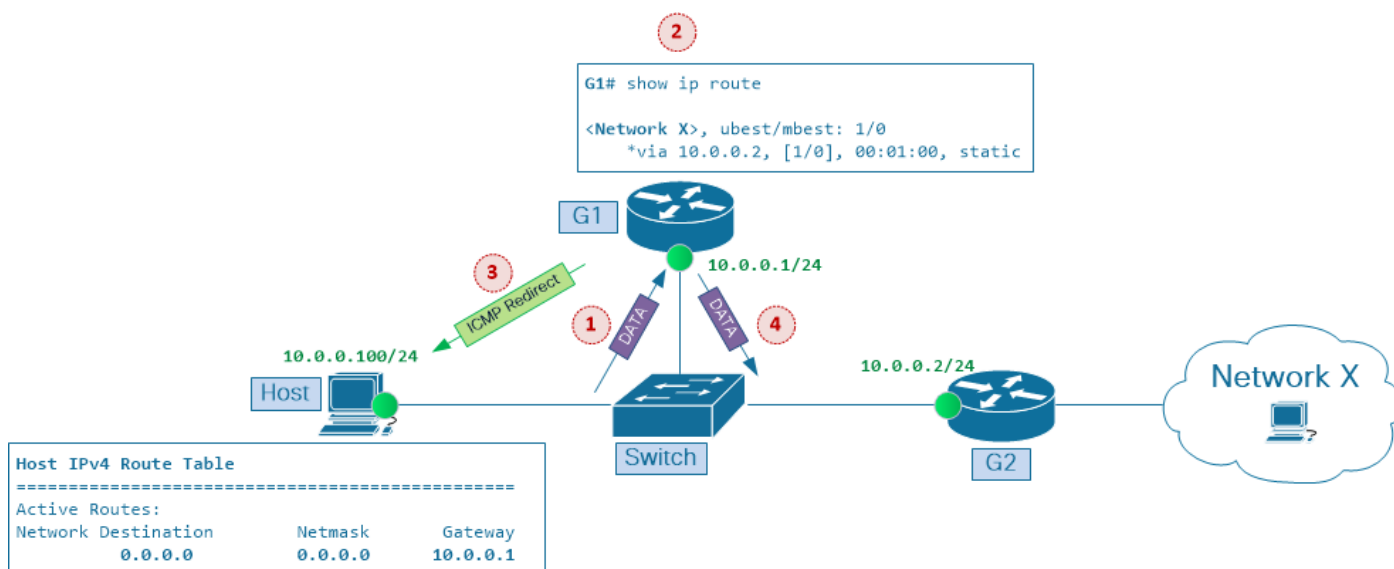 2
G1# show ip route
<Network X>, ubest/mbest: 1/0
*via 10.0.0.2, [1/0], 00:01:00, static
G1
10.0.0.1/24
3
ICMP Redirect
1
DATA
DATA
4
10.0.0.100/24
Host
10.0.0.2/24
Network X
Switch
G2
Host IPv4 Route Table
================================================
Active Routes:
Network Destination Netmask Gateway
0.0.0.0 0.0.0.0 10.0.0.1